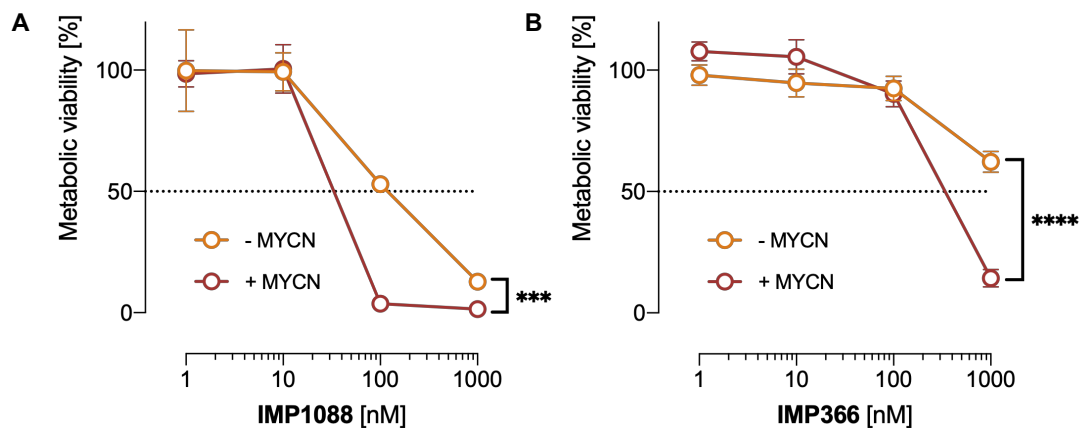 A
Metabolic viability [%]
100
50
0
- MYCN
+ MYCN
***
1 10 100 1000
IMP1088 [nM]
B
Metabolic viability [%]
100
50
0
- MYCN
+ MYCN
****
1 10 100 1000
IMP366 [nM]